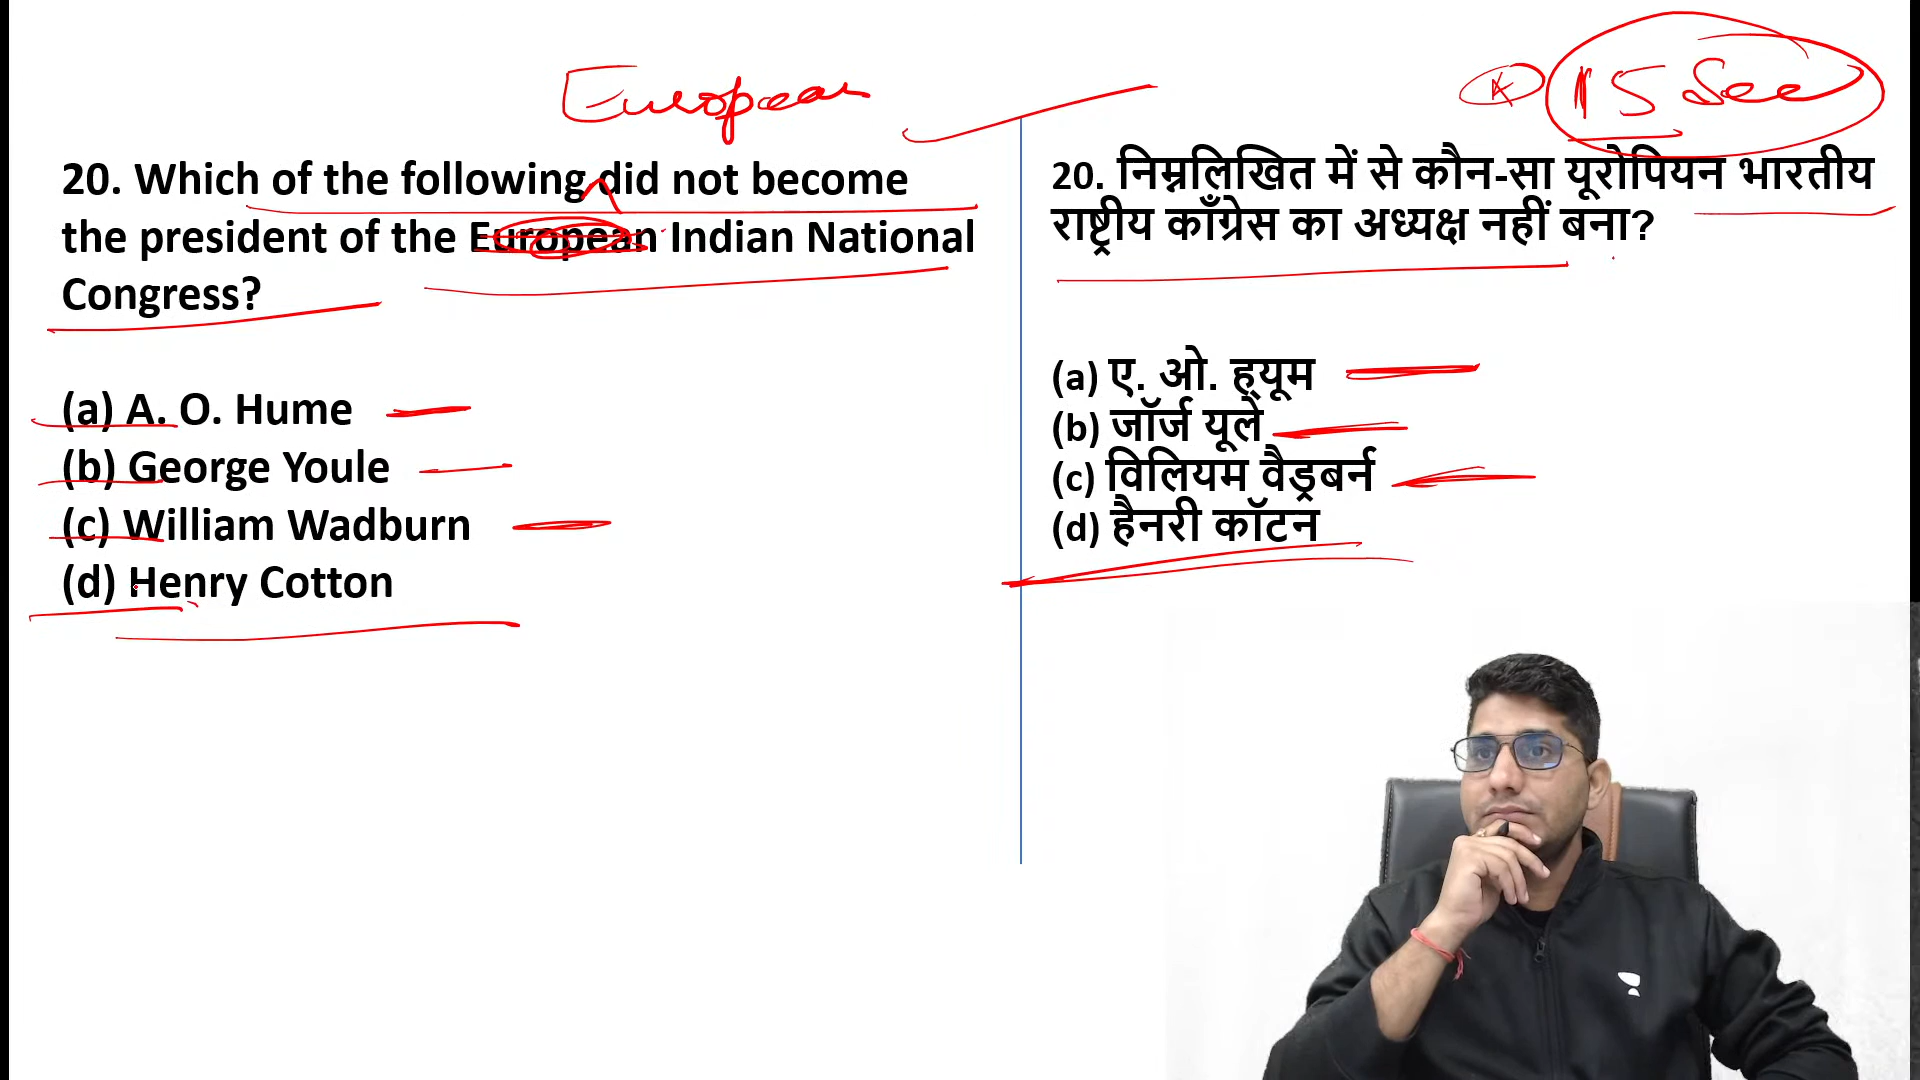 European
15 Sec
20. Which of the following did not become
the president of the European Indian National
Congress?
(a) A. O. Hume
(b) George Youle
(c) William Wadburn
(d) Henry Cotton
20. निम्नलिखित में से कौन-सा यूरोपियन भारतीय
राष्ट्रीय काँग्रेस का अध्यक्ष नहीं बना?
(a) ए. ओ. ह्यूम
(b) जॉर्ज यूले
(c) विलियम वैड्रबर्न
(d) हैनरी कॉटन